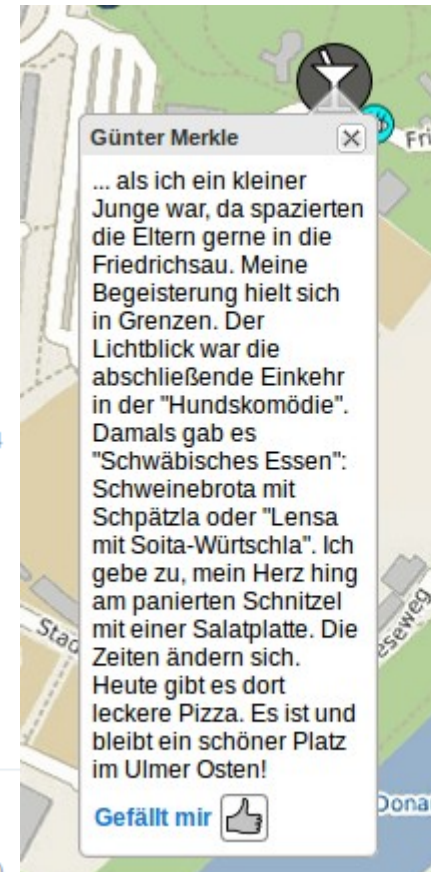 Günter Merkle
Fri
... als ich ein kleiner
Junge war, da spazierten
die Eltern gerne in die
Friedrichsau. Meine
Begeisterung hielt sich
in Grenzen. Der
Lichtblick war die
abschließende Einkehr
in der "Hundskomödie".
Damals gab es
"Schwäbisches Essen":
Schweinebrota mit
Schpätzla oder "Lensa
mit Soita-Würtschla". Ich
gebe zu, mein Herz hing
am panierten Schnitzel
mit einer Salatplatte. Die
Zeiten ändern sich.
Heute gibt es dort
leckere Pizza. Es ist und
bleibt ein schöner Platz
im Ulmer Osten!
Stad
eseweg
Gefällt mir
Dona